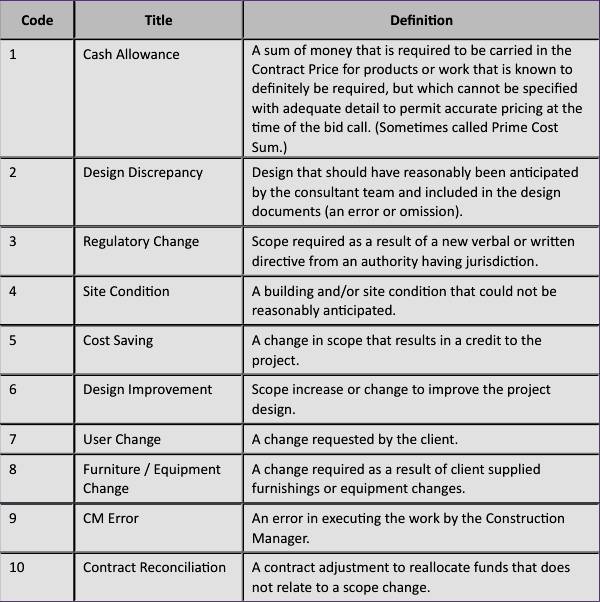 Code Title Definition
1 Cash Allowance A sum of money that is required to be carried in the
Contract Price for products or work that is known to
definitely be required, but which cannot be specified
with adequate detail to permit accurate pricing at the
time of the bid call. (Sometimes called Prime Cost
Sum.)
2 Design Discrepancy Design that should have reasonably been anticipated
by the consultant team and included in the design
documents (an error or omission).
3 Regulatory Change Scope required as a result of a new verbal or written
directive from an authority having jurisdiction.
4 Site Condition A building and/or site condition that could not be
reasonably anticipated.
5 Cost Saving A change in scope that results in a credit to the
project.
6 Design Improvement Scope increase or change to improve the project
design.
7 User Change A change requested by the client.
8 Furniture / Equipment A change required as a result of client supplied
Change furnishings or equipment changes.
9 CM Error An error in executing the work by the Construction
Manager.
10 Contract Reconciliation A contract adjustment to reallocate funds that does
not relate to a scope change.